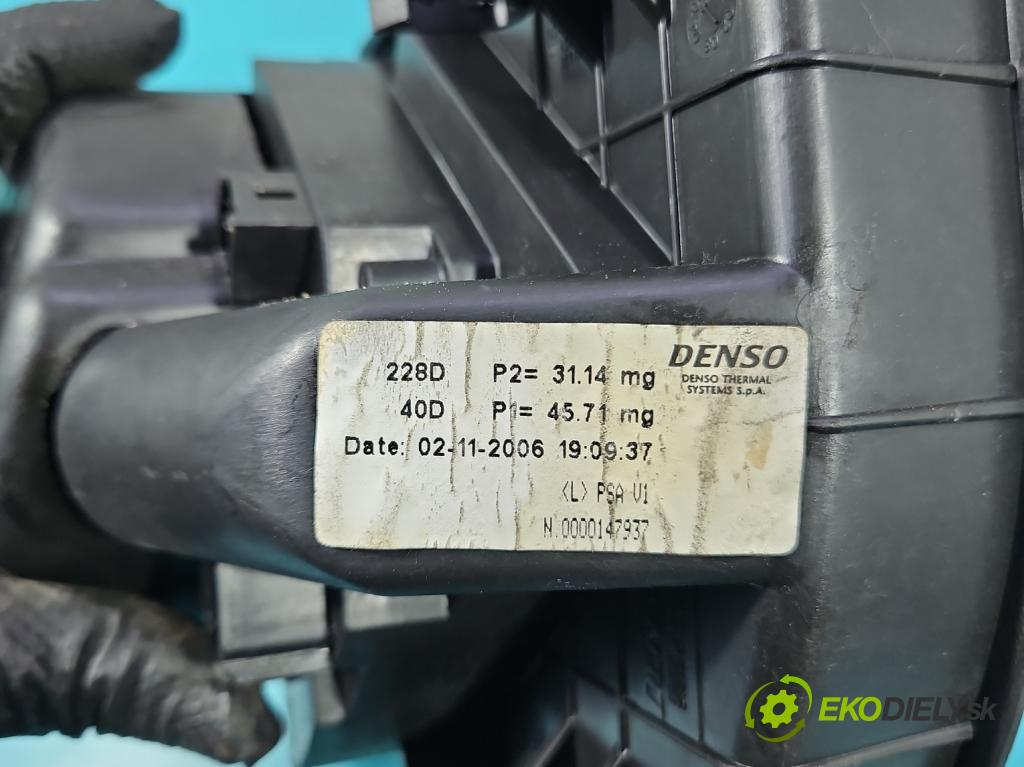 228D P2= 31.14 mg
40D P1= 45.71 mg
Date: 02-11-2006 19:09:37
<L> PSA V1
N.0000147937
DENSO
DENSO THERMAL
SYSTEMS S.p.A.
EKODIELY.sk